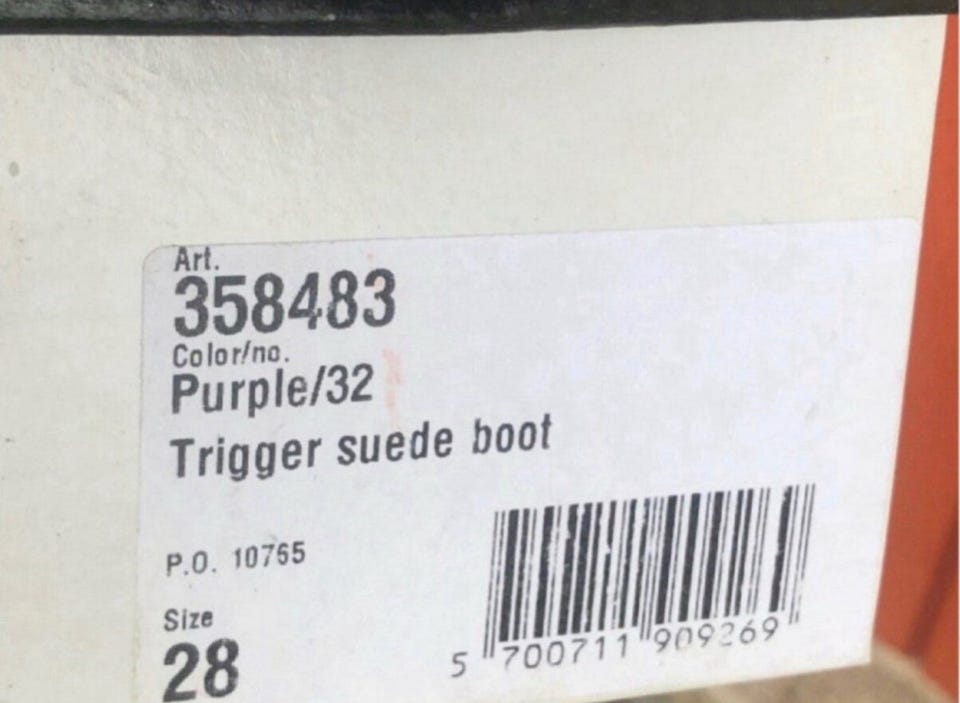 Art.
358483
Color/no.
Purple/32
Trigger suede boot
P.O. 10765
Size
28
5 700711 909269